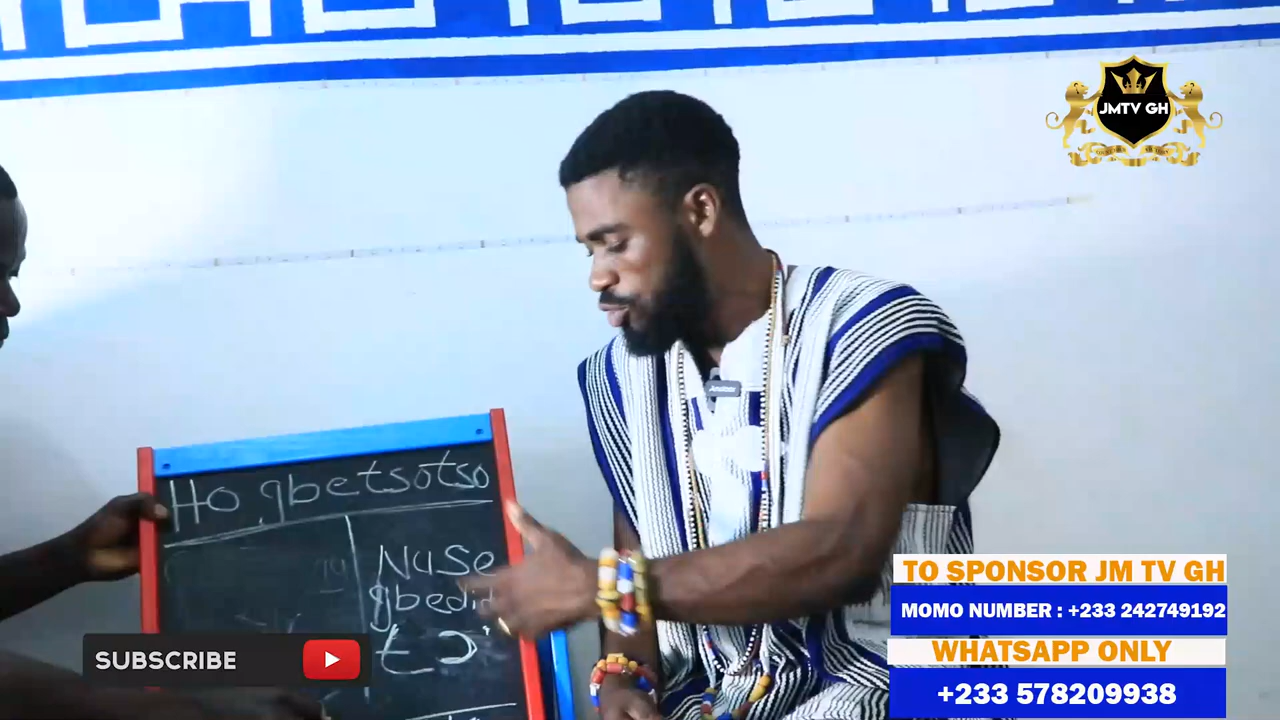 JMTV GH
Ho gbetsotso
Nuse
TO SPONSOR JM TV GH
MOMO NUMBER : +233 242749192
WHATSAPP ONLY
+233 578209938
SUBSCRIBE